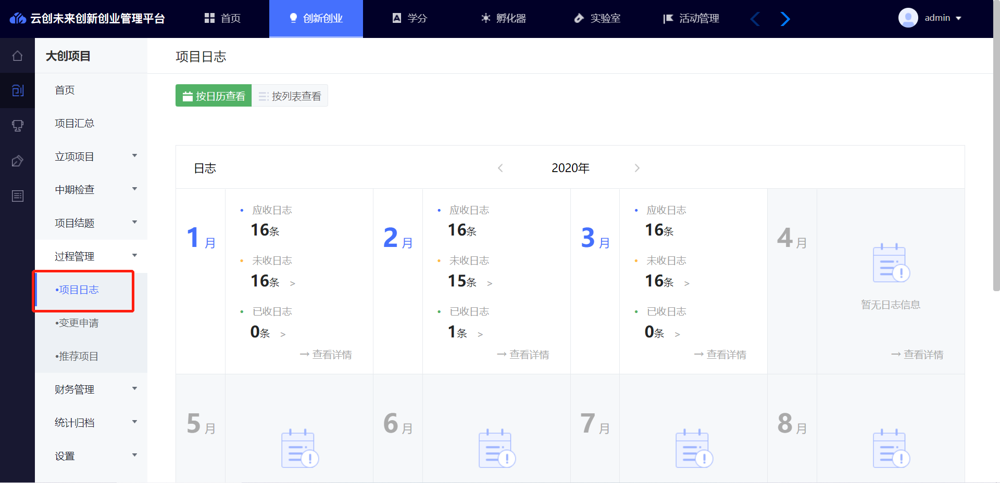 云创未来创新创业管理平台
首页
创新创业
学分
孵化器
实验室
活动管理
admin
大创项目
首页
项目汇总
立项项目
中期检查
项目结题
过程管理
•项目日志
•变更申请
•推荐项目
财务管理
统计归档
设置
项目日志
按日历查看
按列表查看
日志
2020年
1月
应收日志
16条
未收日志
16条 >
已收日志
0条 >
→ 查看详情
2月
应收日志
16条
未收日志
15条 >
已收日志
1条 >
→ 查看详情
3月
应收日志
16条
未收日志
16条 >
已收日志
0条 >
→ 查看详情
4月
暂无日志信息
→ 查看详情
5月
6月
7月
8月